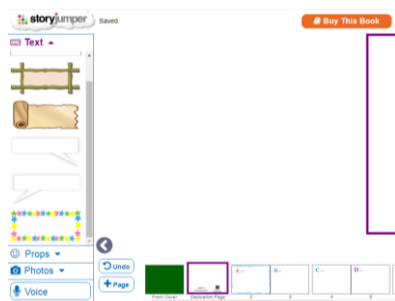 storyjumper
Saved.
Buy This Book
Text
Props
Photos
Voice
Undo
+ Page
A...
B...
C...
D...
Front Cover
Dedication Page
2
3
4
5